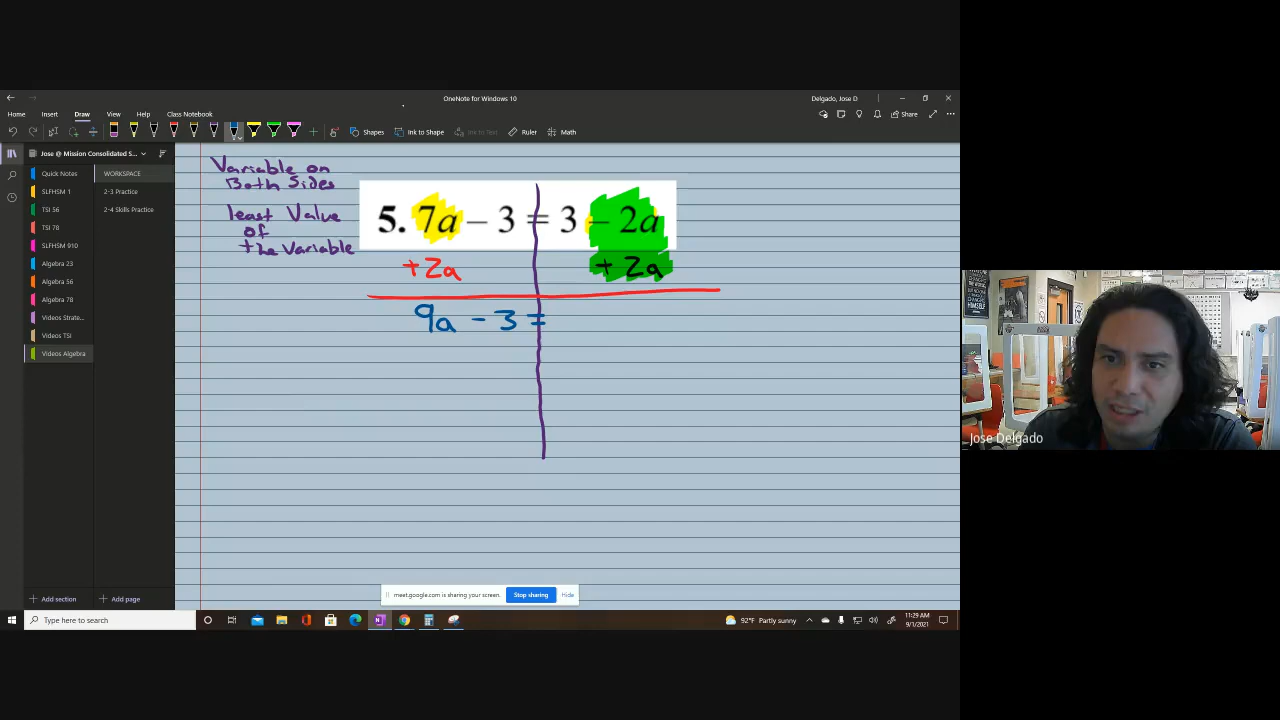 OneNote for Windows 10
Delgado, Jose D
Home Insert Draw View Help Class Notebook
Share
Shapes Ink to Shape Ink to Text Ruler Math
Jose @ Mission Consolidated S...
Quick Notes
SLFHSM 1
TSI 56
TSI 78
SLFHSM 910
Algebra 23
Algebra 56
Algebra 78
Videos Strate...
Videos TSI
Videos Algebra
WORKSPACE
2-3 Practice
2-4 Skills Practice
Variable on
Both Sides
least Value
of
the Variable
5. 7a – 3 = 3 – 2a
+2a + 2a
9a - 3 =
Jose Delgado
meet.google.com is sharing your screen. Stop sharing Hide
Add section Add page
Type here to search
92°F Partly sunny
11:29 AM
9/1/2021